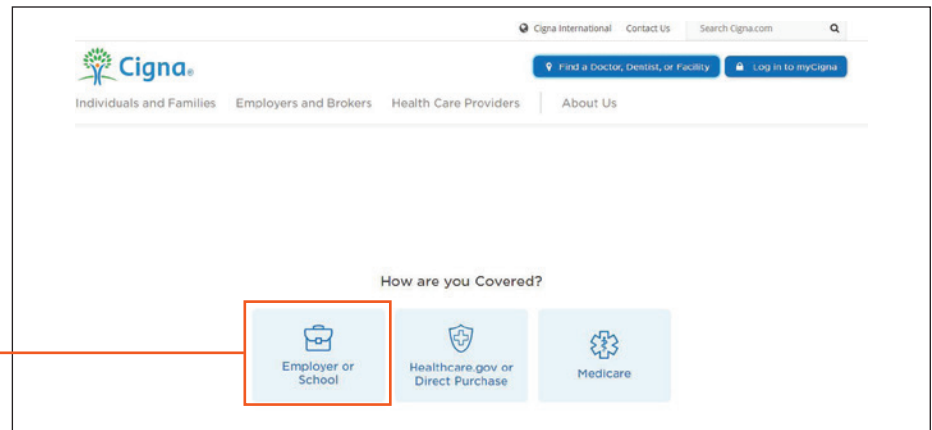 Cigna International Contact Us Search Cigna.com
Cigna®
Find a Doctor, Dentist, or Facility Log in to myCigna
Individuals and Families Employers and Brokers Health Care Providers About Us
How are you Covered?
Employer or School
Healthcare.gov or Direct Purchase
Medicare